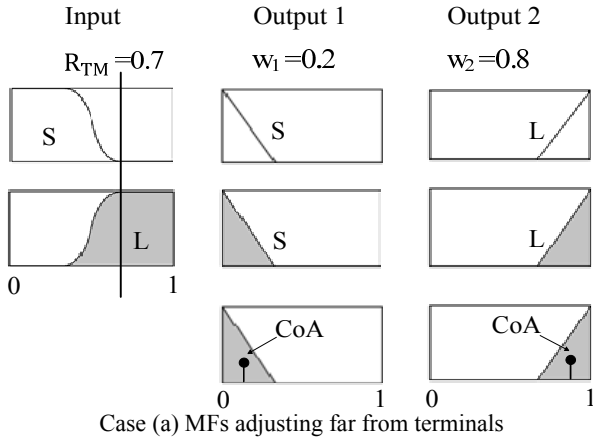 Input Output 1 Output 2
R_TM=0.7 w₁=0.2 w₂=0.8
S S L
L S L
0 1
CoA CoA
0 1 0 1
Case (a) MFs adjusting far from terminals